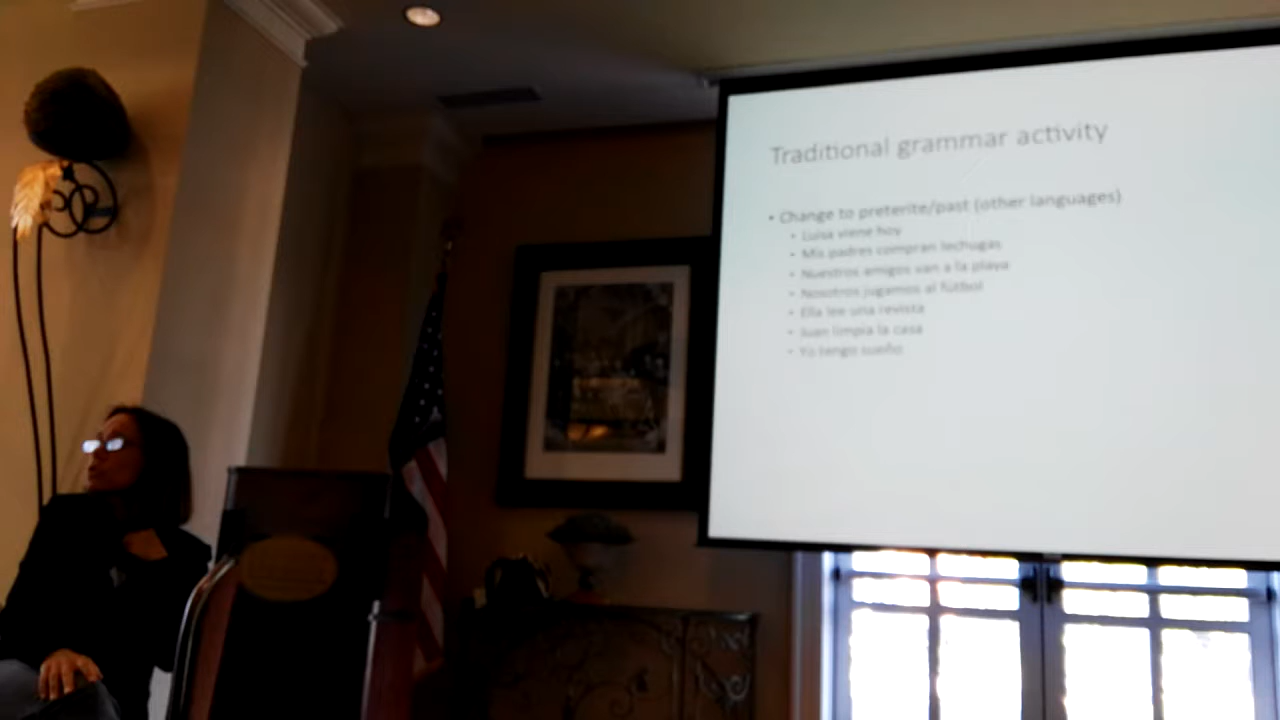 Traditional grammar activity
• Change to preterite/past (other languages)
• Luisa viene hoy
• Mis padres compran lechugas
• Nuestros amigos van a la playa
• Nosotros jugamos al fútbol
• Ella lee una revista
• Juan limpia la casa
• Yo tengo sueño